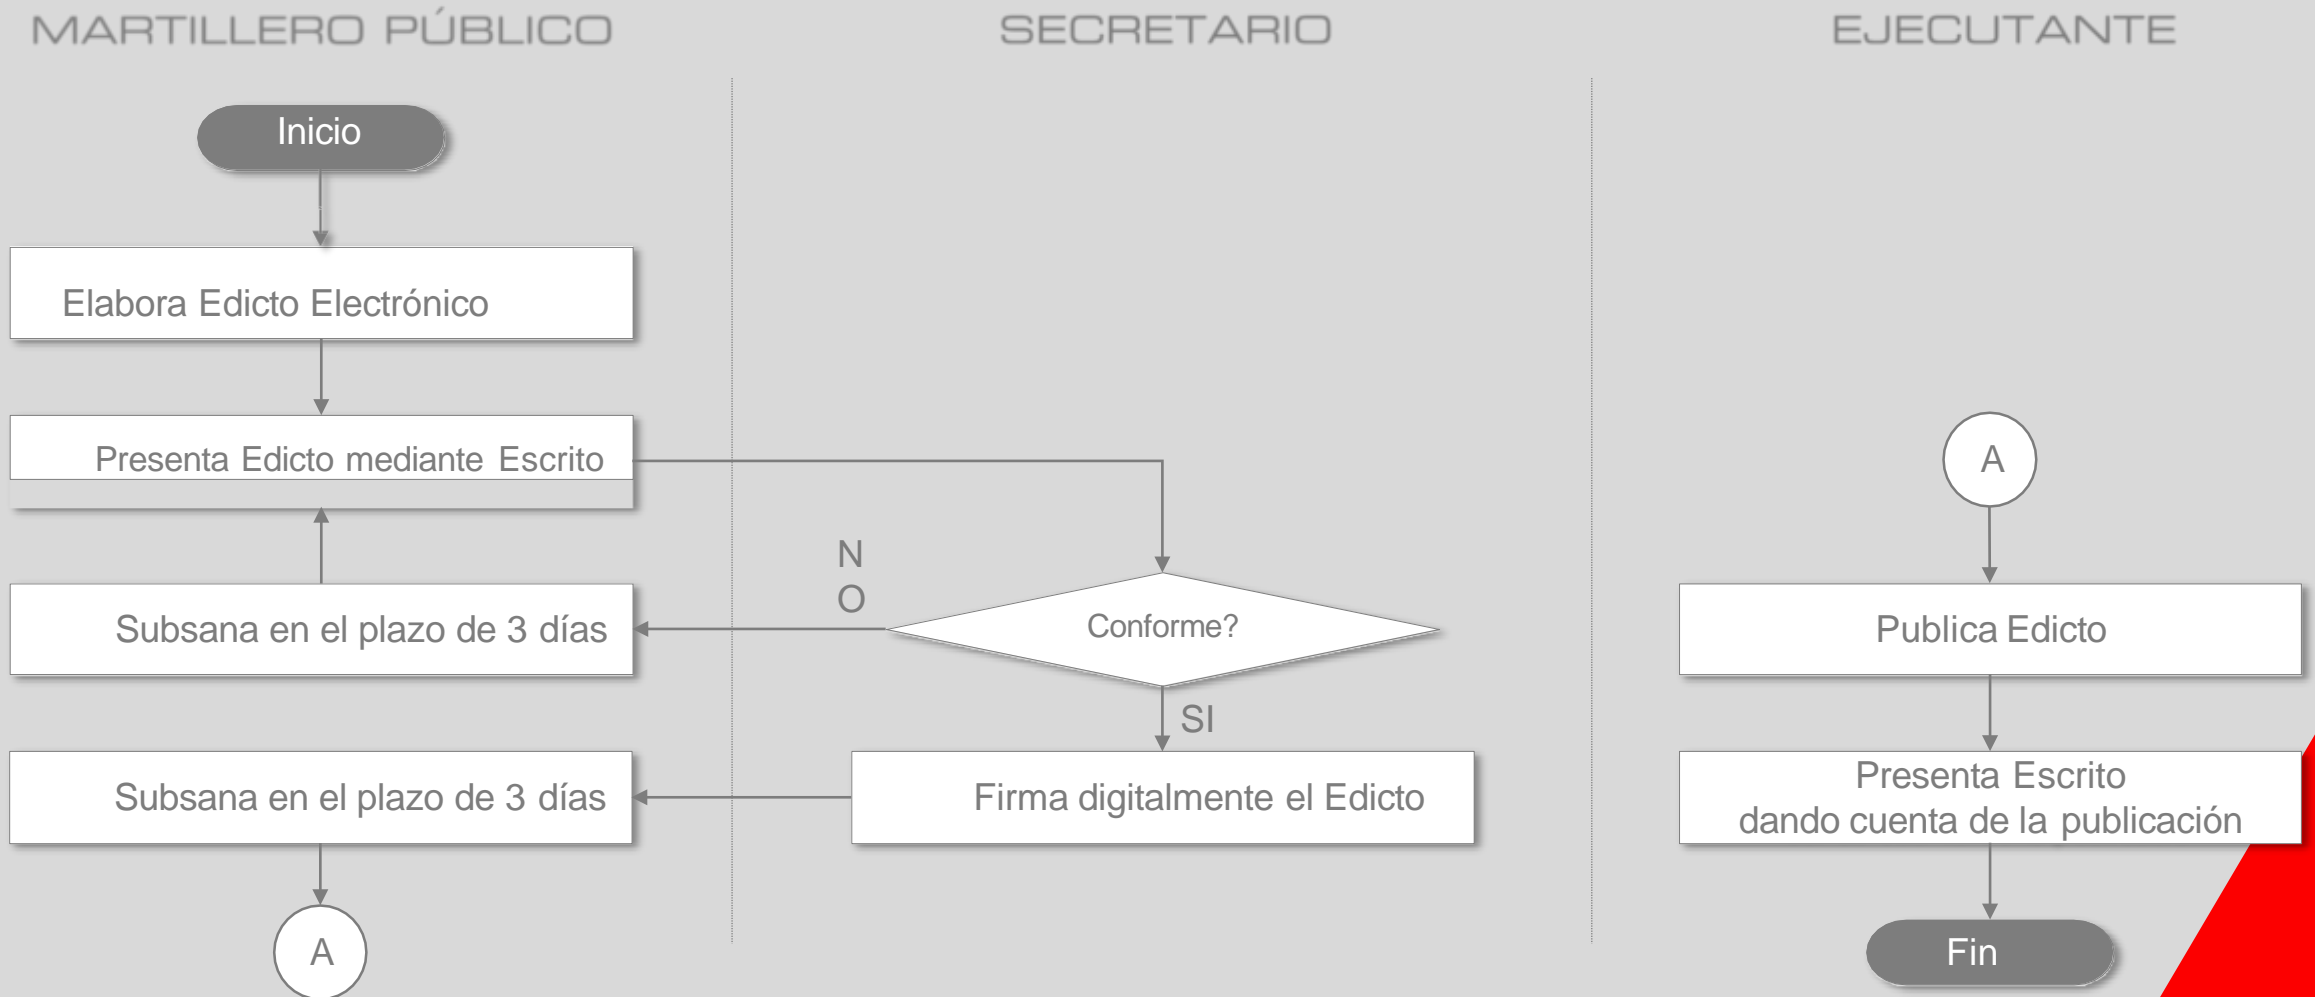 MARTILLERO PÚBLICO
SECRETARIO
EJECUTANTE
Inicio
Elabora Edicto Electrónico
Presenta Edicto mediante Escrito
A
N
O
Subsana en el plazo de 3 días
Conforme?
Publica Edicto
SI
Subsana en el plazo de 3 días
Firma digitalmente el Edicto
Presenta Escrito
dando cuenta de la publicación
A
Fin